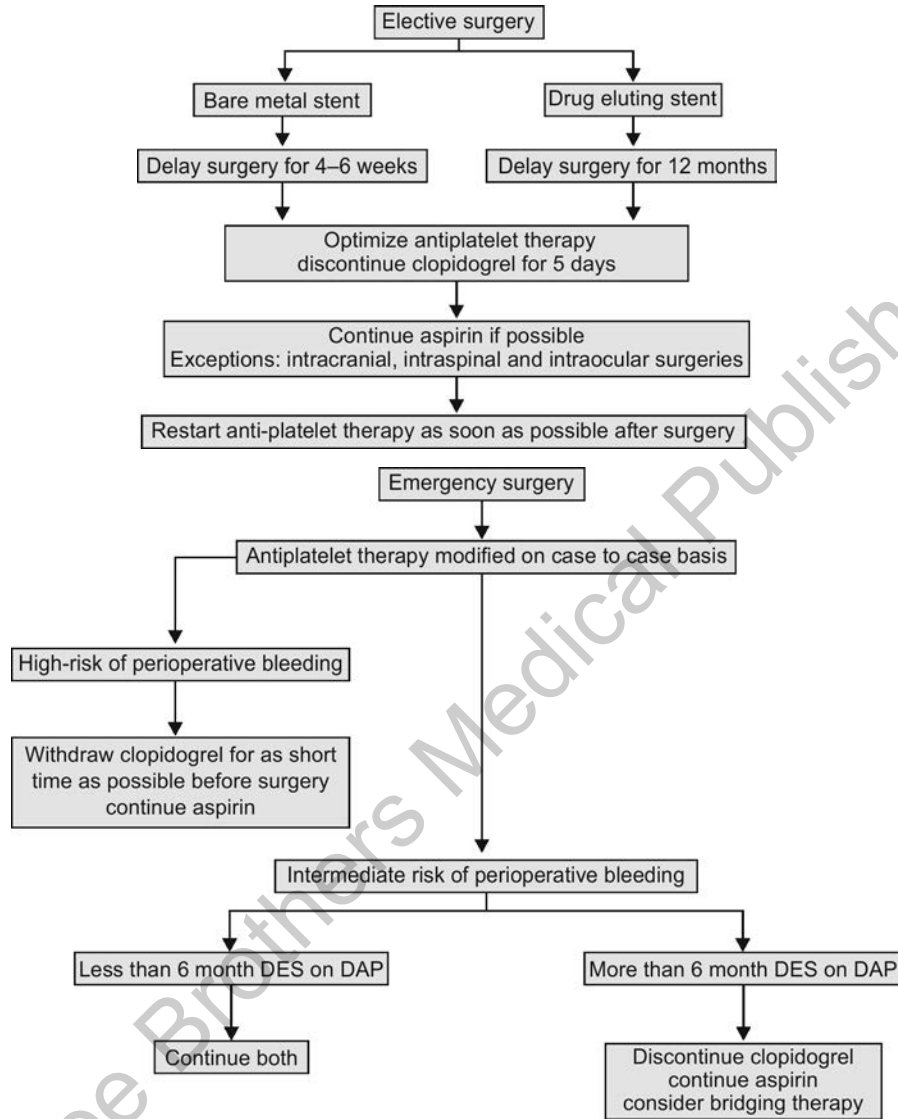 Elective surgery
Bare metal stent
Drug eluting stent
Delay surgery for 4–6 weeks
Delay surgery for 12 months
Optimize antiplatelet therapy
discontinue clopidogrel for 5 days
Continue aspirin if possible
Exceptions: intracranial, intraspinal and intraocular surgeries
Restart anti-platelet therapy as soon as possible after surgery
Emergency surgery
Antiplatelet therapy modified on case to case basis
High-risk of perioperative bleeding
Withdraw clopidogrel for as short
time as possible before surgery
continue aspirin
Intermediate risk of perioperative bleeding
Less than 6 month DES on DAP
More than 6 month DES on DAP
Continue both
Discontinue clopidogrel
continue aspirin
consider bridging therapy
Brothers Medical Publish